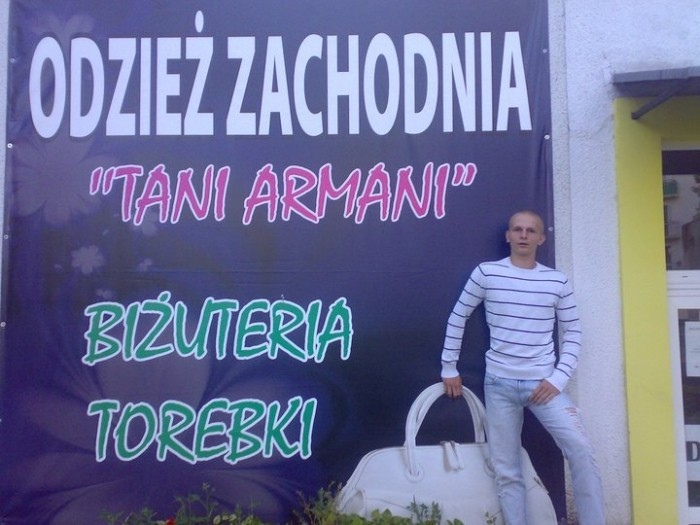 ODZIEŻ ZACHODNIA
"TANI ARMANI"
BIŻUTERIA
TOREBKI
D